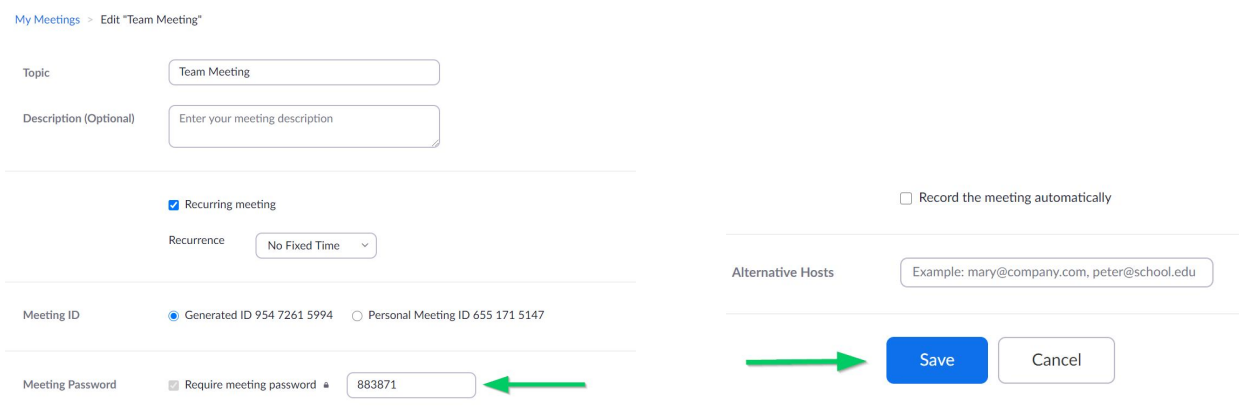 My Meetings > Edit "Team Meeting"
Topic
Team Meeting
Description (Optional)
Enter your meeting description
Recurring meeting
Recurrence
No Fixed Time
Meeting ID
Generated ID 954 7261 5994
Personal Meeting ID 655 171 5147
Meeting Password
Require meeting password
883871
Record the meeting automatically
Alternative Hosts
Example: mary@company.com, peter@school.edu
Save
Cancel